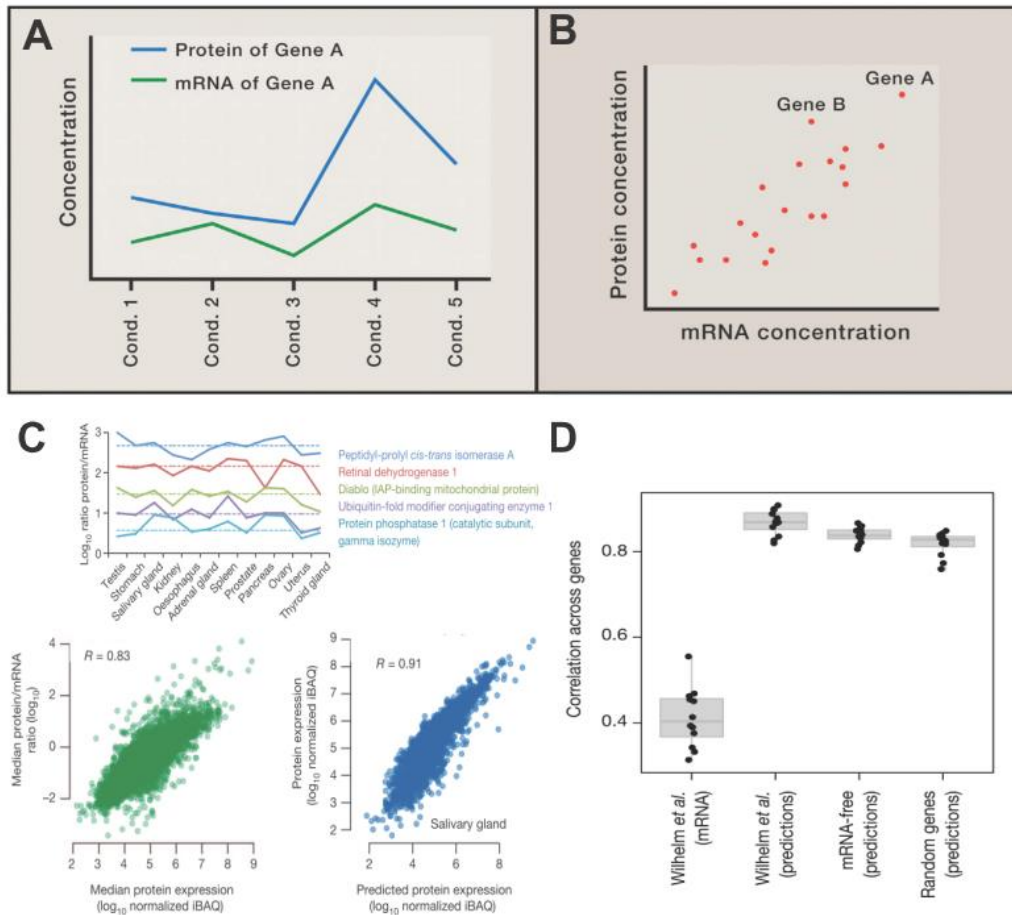 A
Concentration
Protein of Gene A
mRNA of Gene A
Cond. 1
Cond. 2
Cond. 3
Cond. 4
Cond. 5
B
Protein concentration
Gene A
Gene B
mRNA concentration
C
Log10 ratio protein/mRNA
3
2
1
0
Peptidyl-prolyl cis-trans isomerase A
Retinal dehydrogenase 1
Diablo (IAP-binding mitochondrial protein)
Ubiquitin-fold modifier conjugating enzyme 1
Protein phosphatase 1 (catalytic subunit,
gamma isozyme)
Testis
Stomach
Salivary gland
Kidney
Oesophagus
Adrenal gland
Spleen
Prostate
Pancreas
Ovary
Uterus
Thyroid gland
Median protein/mRNA
ratio (log10)
4
2
0
−2
R = 0.83
2 3 4 5 6 7 8 9
Median protein expression
(log10 normalized iBAQ)
Protein expression
(log10 normalized iBAQ)
9
8
7
6
5
4
3
2
R = 0.91
Salivary gland
2 4 6 8
Predicted protein expression
(log10 normalized iBAQ)
D
Correlation across genes
0.8
0.6
0.4
Wilhelm et al.
(mRNA)
Wilhelm et al.
(predictions)
mRNA-free
(predictions)
Random genes
(predictions)